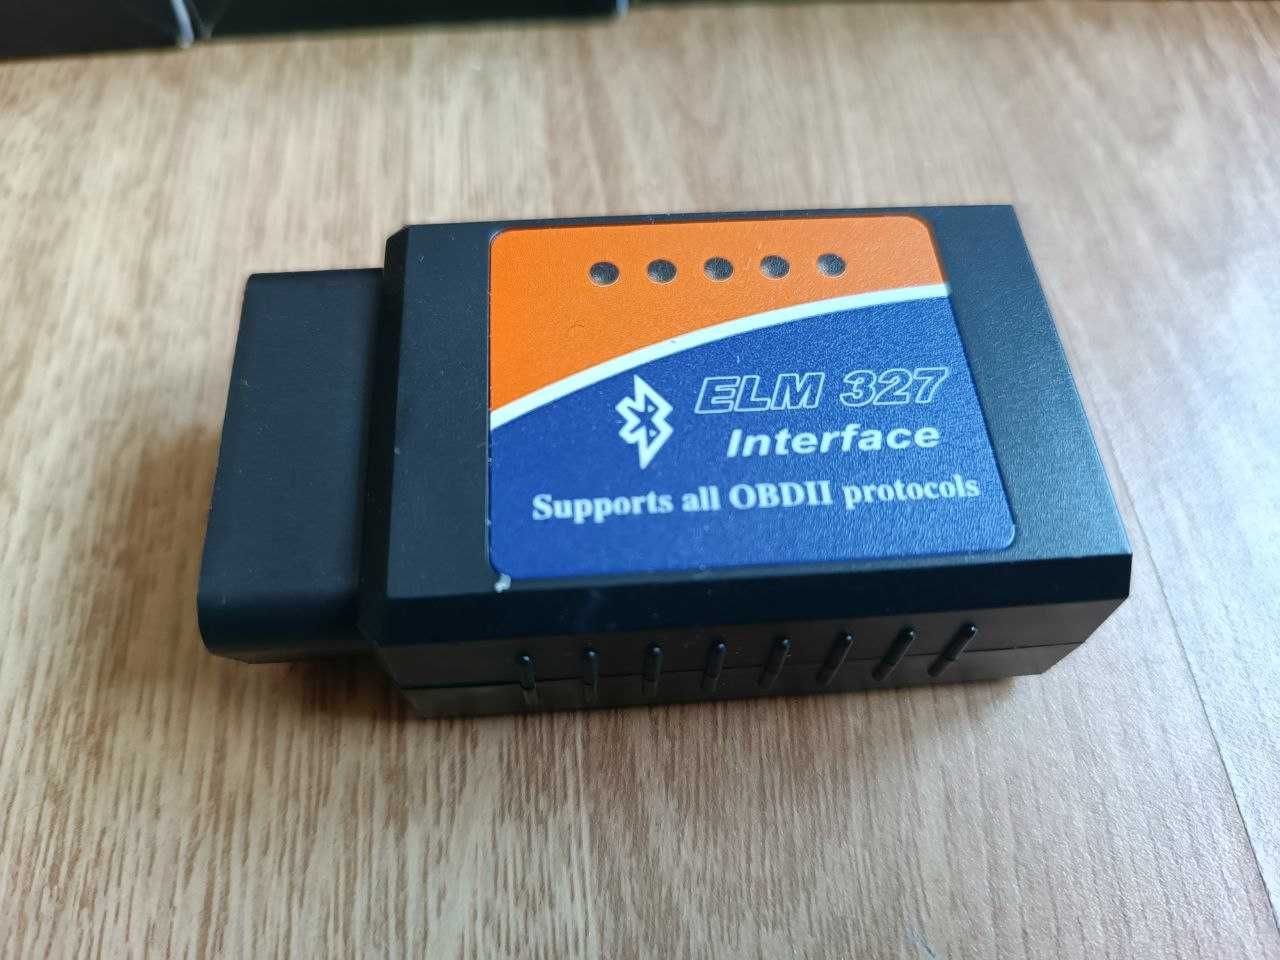 ELM 327
Interface
Supports all OBDII protocols